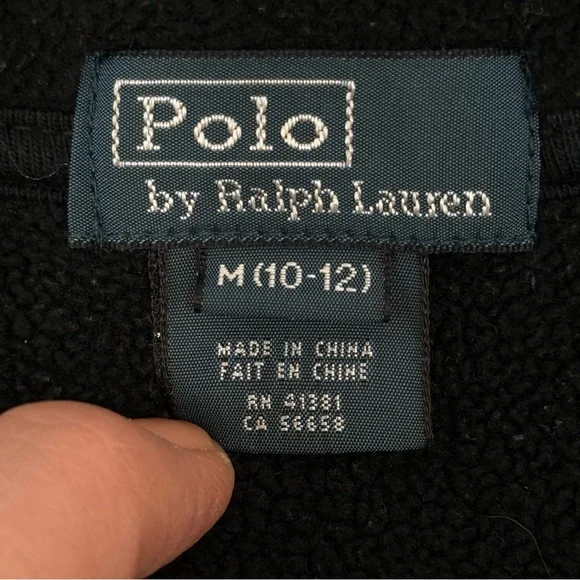 Polo
by Ralph Lauren
M (10-12)
MADE IN CHINA
FAIT EN CHINE
RN 41381
CA 56658